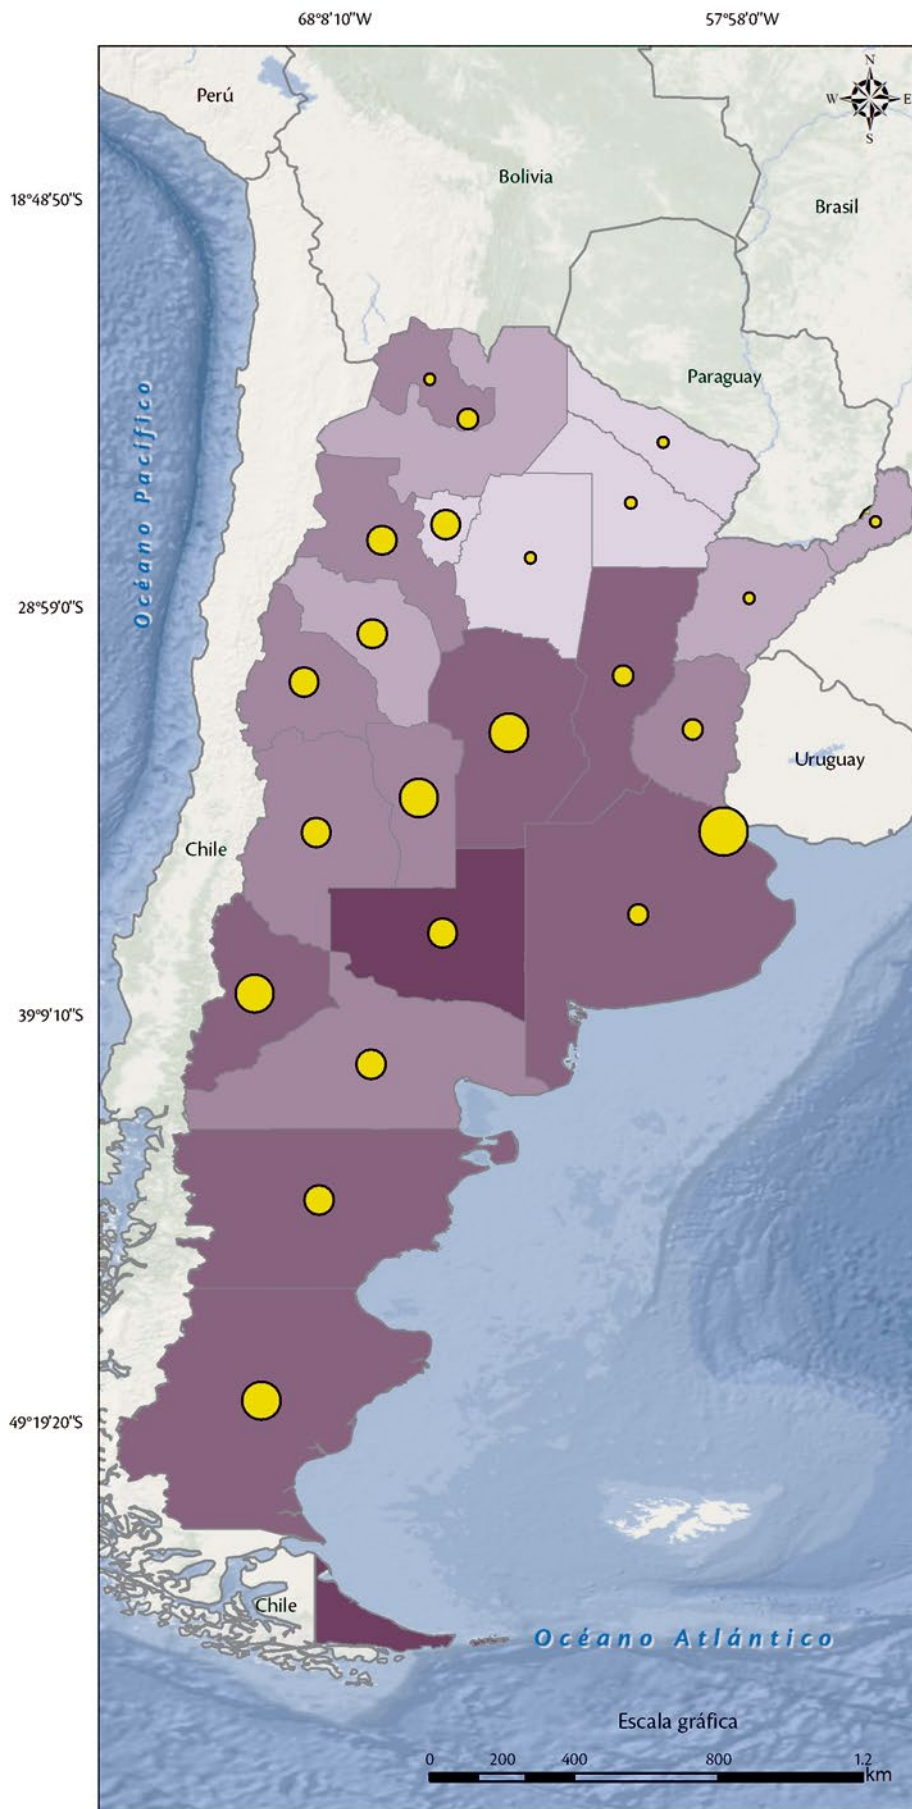 68°8'10"W
57°58'0"W
N
W
E
S
Perú
Bolivia
Brasil
18°48'50"S
Paraguay
Océano Pacífico
28°59'0"S
Uruguay
Chile
39°9'10"S
49°19'20"S
Chile
Océano Atlántico
Escala gráfica
0
200
400
800
1.2
km